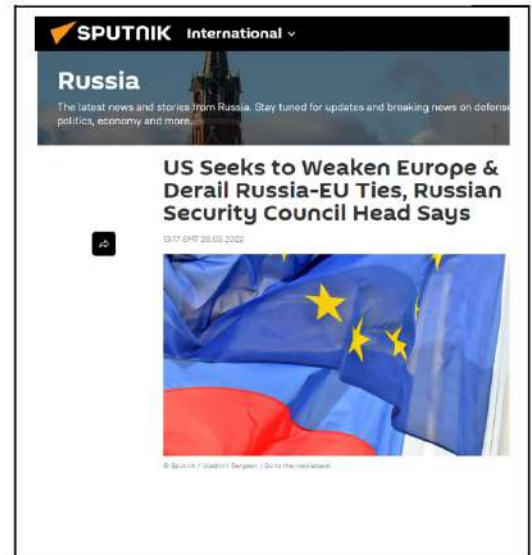 SPUTNIK International
Russia
The latest news and stories from Russia. Stay tuned for updates and breaking news on defense
politics, economy and more...
US Seeks to Weaken Europe &
Derail Russia-EU Ties, Russian
Security Council Head Says
13:17 GMT 28.03.2022
© Sputnik / Vladimir Sergeev / Go to the mediabank